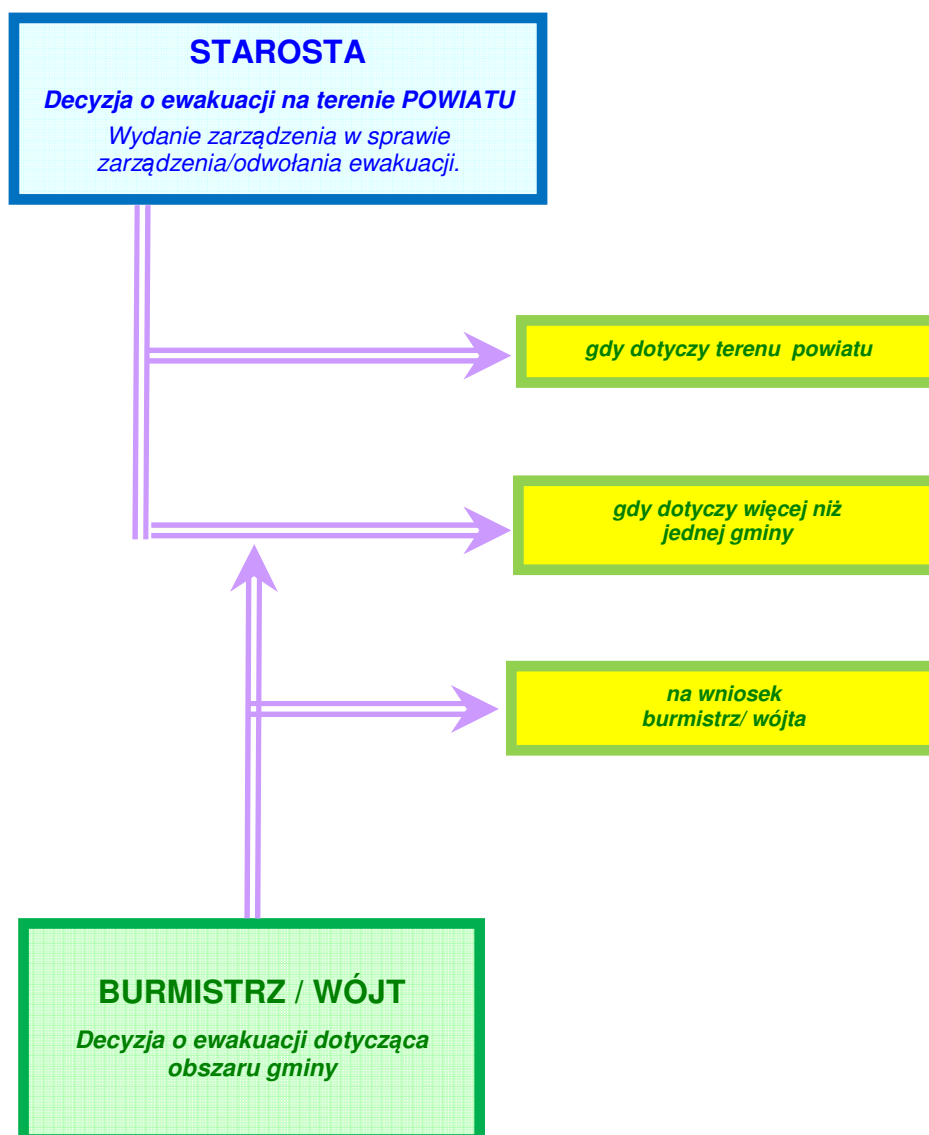 STAROSTA
Decyzja o ewakuacji na terenie POWIATU
Wydanie zarządzenia w sprawie
zarządzenia/odwołania ewakuacji.
gdy dotyczy terenu powiatu
gdy dotyczy więcej niż
jednej gminy
na wniosek
burmistrz/ wójta
BURMISTRZ / WÓJT
Decyzja o ewakuacji dotycząca
obszaru gminy